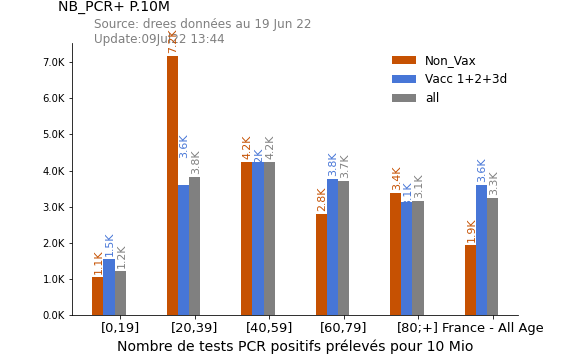 NB_PCR+ P.10M
Source: drees données au 19 Jun 22
Update:09Jul22 13:44
Non_Vax
Vacc 1+2+3d
all
7.0K
6.0K
5.0K
4.0K
3.0K
2.0K
1.0K
0.0K
1.1K
1.5K
1.2K
3.6K
3.8K
4.2K
4.2K
2.8K
3.8K
3.7K
3.4K
3.1K
1.9K
3.6K
3.3K
[0,19]
[20,39]
[40,59]
[60,79]
[80;+]
France - All Age
Nombre de tests PCR positifs prélevés pour 10 Mio